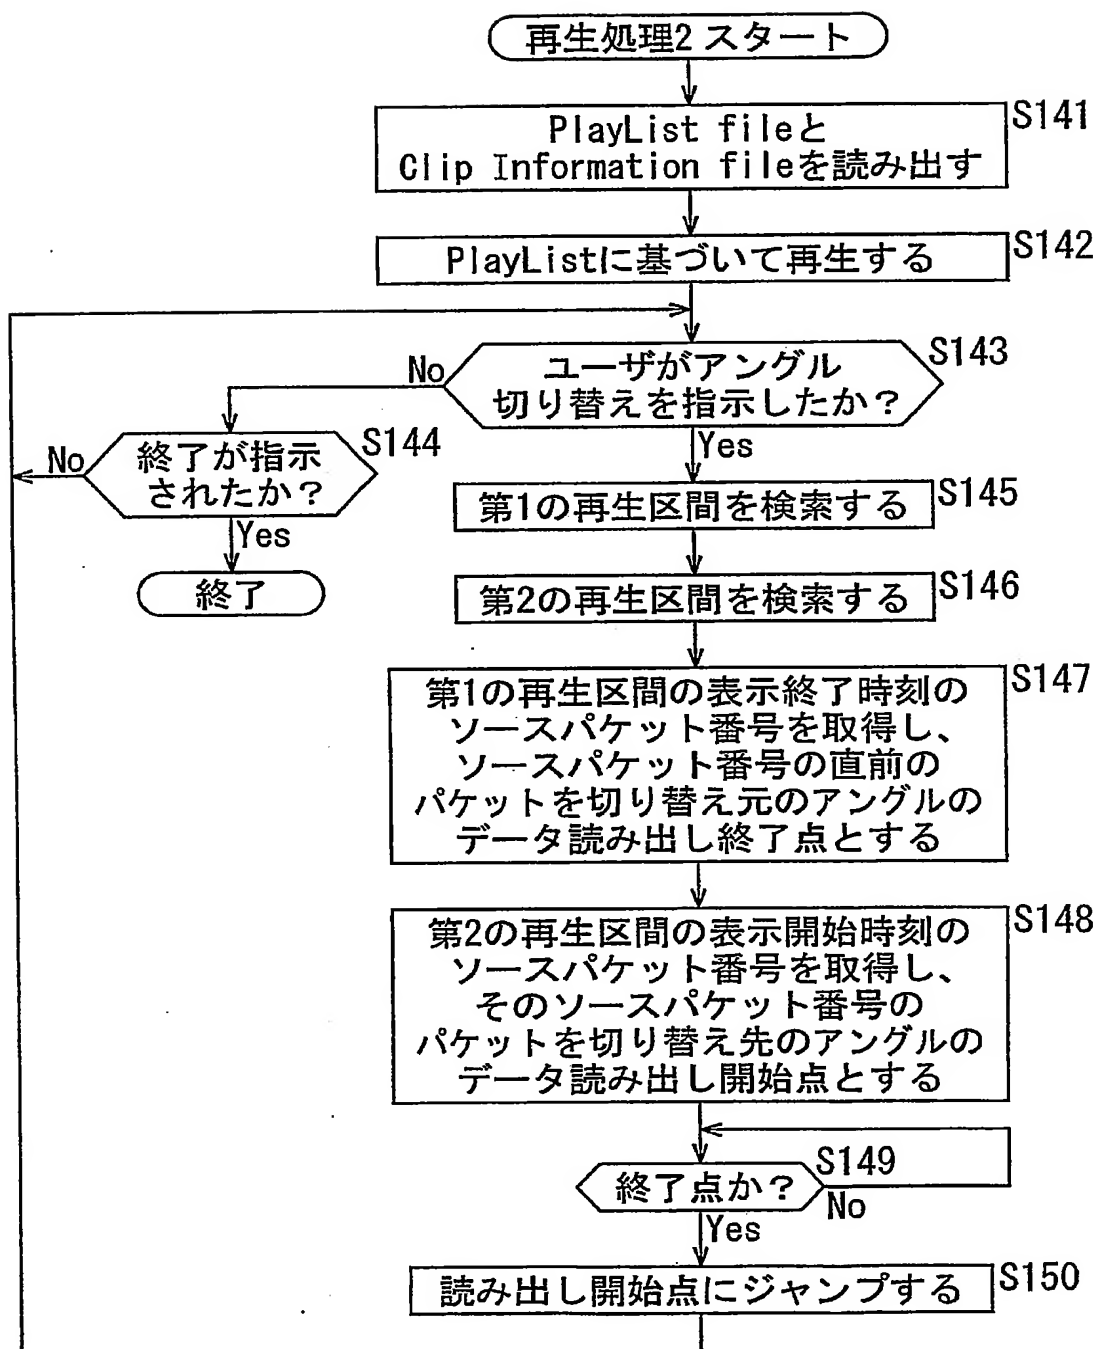 再生処理2 スタート
S141
PlayList fileと
Clip Information fileを読み出す
S142
PlayListに基づいて再生する
S143
ユーザがアングル
切り替えを指示したか?
No
Yes
S144
終了が指示
されたか?
No
Yes
終了
S145
第1の再生区間を検索する
S146
第2の再生区間を検索する
S147
第1の再生区間の表示終了時刻の
ソースパケット番号を取得し、
ソースパケット番号の直前の
パケットを切り替え元のアングルの
データ読み出し終了点とする
S148
第2の再生区間の表示開始時刻の
ソースパケット番号を取得し、
そのソースパケット番号の
パケットを切り替え先のアングルの
データ読み出し開始点とする
S149
終了点か?
No
Yes
S150
読み出し開始点にジャンプする